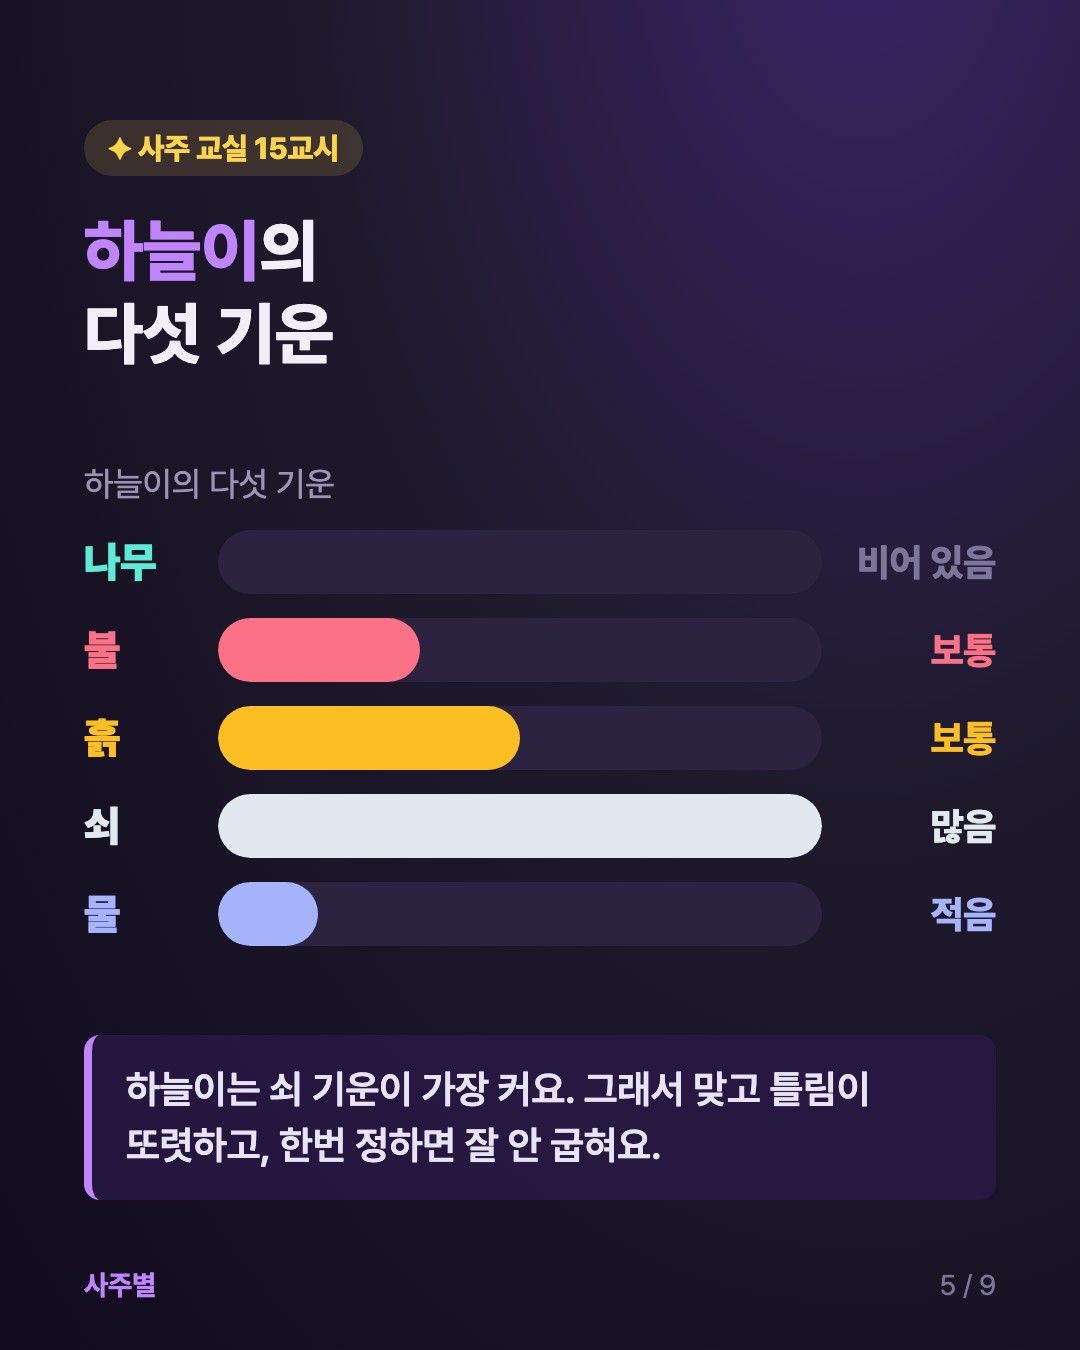 ✦ 사주 교실 15교시
하늘이의
다섯 기운
하늘이의 다섯 기운
나무 비어 있음
불 보통
흙 보통
쇠 많음
물 적음
하늘이는 쇠 기운이 가장 커요. 그래서 맞고 틀림이
또렷하고, 한번 정하면 잘 안 굽혀요.
사주별 5 / 9